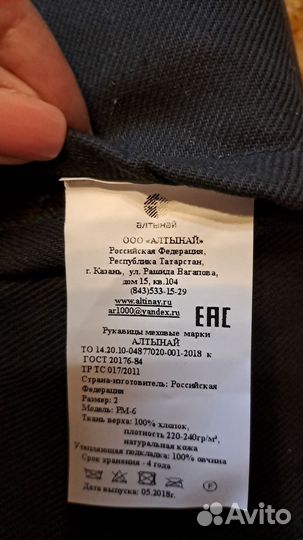 алтынай
ООО «АЛТЫНАЙ»
Российская Федерация,
Республика Татарстан,
г. Казань, ул. Рашида Вагапова,
дом 15, кв.104
(843)533-15-29
www.altinay.ru
ar1000@yandex.ru
EAC
Рукавицы меховые марки
АЛТЫНАЙ
ТО 14.20.10-04877020-001-2018 к
ГОСТ 20176-84
ТР ТС 017/2011
Страна-изготовитель: Российская
Федерация
Размер: 2
Модель: РМ-6
Ткань верха: 100% хлопок,
плотность 220-240гр/м²,
натуральная кожа
Утепляющая подкладка: 100% овчина
Срок хранения - 4 года
P
Дата выпуска: 05.2018г.
Avito